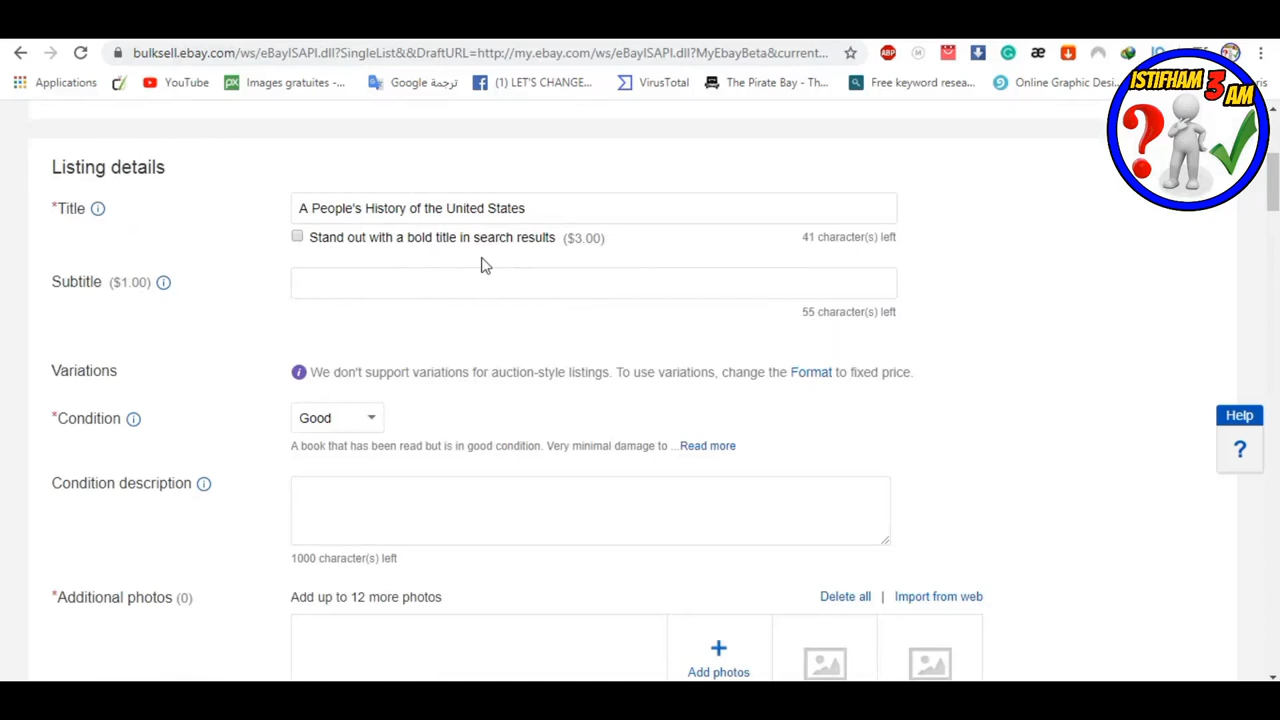 bulksell.ebay.com/ws/eBayISAPI.dll?SingleList&&DraftURL=http://my.ebay.com/ws/eBayISAPI.dll?MyEbayBeta&current...
Applications YouTube Images gratuites -... Google ترجمة (1) LET'S CHANGE... VirusTotal The Pirate Bay - Th... Free keyword resea... Online Graphic Desi...
ISTIFHAM 3 AM
Listing details
*Title A People's History of the United States
Stand out with a bold title in search results ($3.00) 41 character(s) left
Subtitle ($1.00)
55 character(s) left
Variations We don't support variations for auction-style listings. To use variations, change the Format to fixed price.
*Condition Good
A book that has been read but is in good condition. Very minimal damage to ...Read more
Help
?
Condition description
1000 character(s) left
*Additional photos (0) Add up to 12 more photos Delete all | Import from web
Add photos